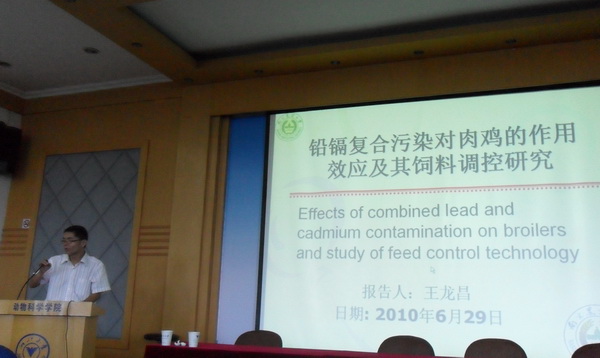 铅镉复合污染对肉鸡的作用
效应及其饲料调控研究
Effects of combined lead and
cadmium contamination on broilers
and study of feed control technology
报告人：王龙昌
日期: 2010年6月29日
动物科学学院